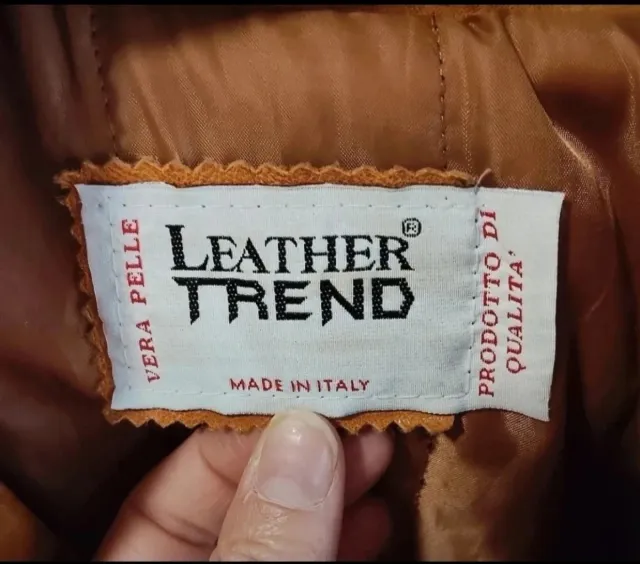 VERA PELLE
LEATHER®
TREND
MADE IN ITALY
PRODOTTO DI
QUALITA'